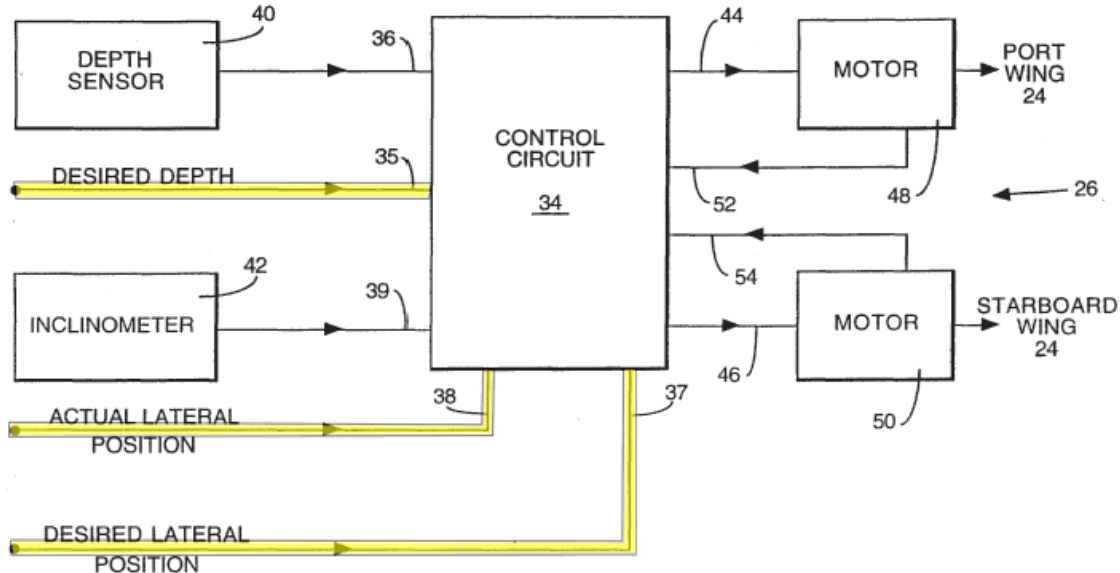 40
DEPTH
SENSOR
36
44
MOTOR
PORT
WING
24
DESIRED DEPTH
35
CONTROL
CIRCUIT
34
52
48
26
42
INCLINOMETER
39
54
MOTOR
STARBOARD
WING
24
46
50
ACTUAL LATERAL
POSITION
38
37
DESIRED LATERAL
POSITION